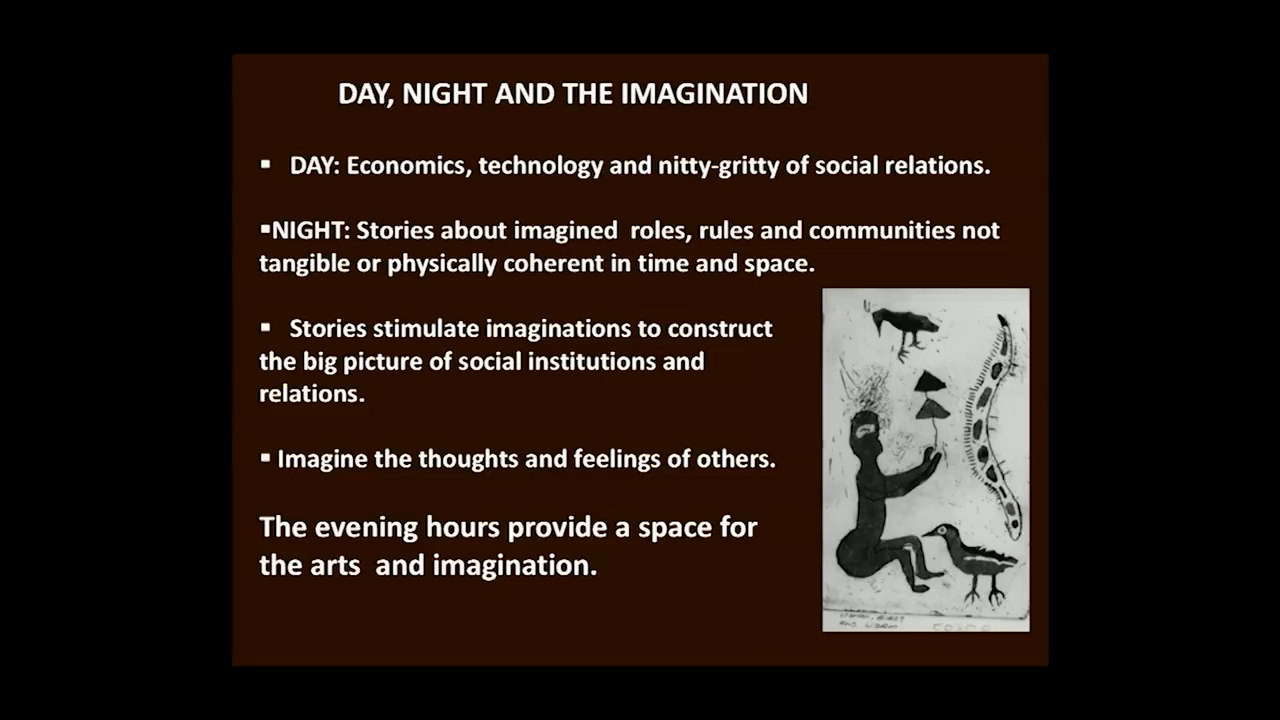 DAY, NIGHT AND THE IMAGINATION
▪ DAY: Economics, technology and nitty-gritty of social relations.
▪NIGHT: Stories about imagined roles, rules and communities not
tangible or physically coherent in time and space.
▪ Stories stimulate imaginations to construct
the big picture of social institutions and
relations.
▪ Imagine the thoughts and feelings of others.
The evening hours provide a space for
the arts and imagination.